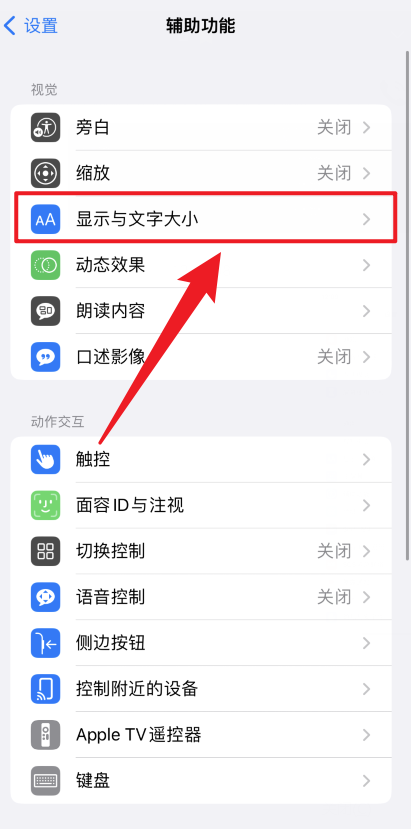 设置
辅助功能
视觉
旁白 关闭
缩放 关闭
AA 显示与文字大小
动态效果
朗读内容
口述影像 关闭
动作交互
触控
面容ID与注视
切换控制 关闭
语音控制 关闭
侧边按钮
控制附近的设备
Apple TV遥控器
键盘